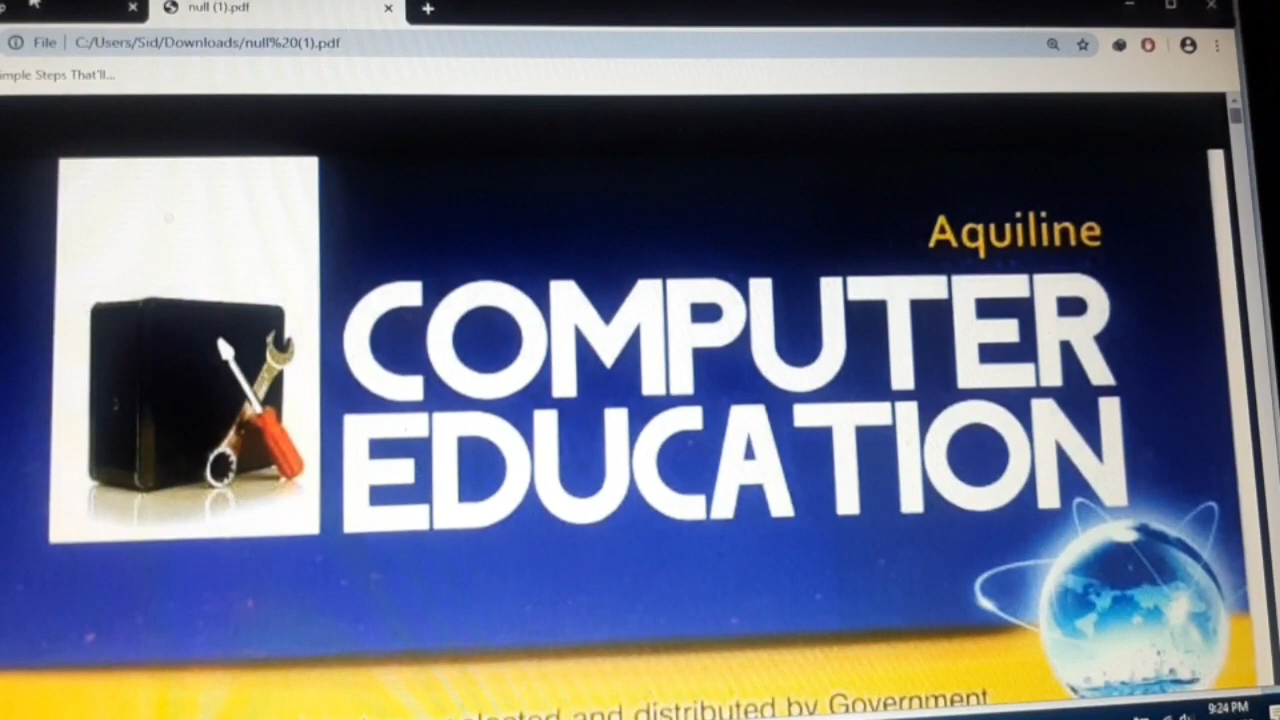 null (1).pdf
File
C:/Users/Sid/Downloads/null%20(1).pdf
Steps That'll...
Aquiline
COMPUTER
EDUCATION
and distributed by Government
9:24 PM